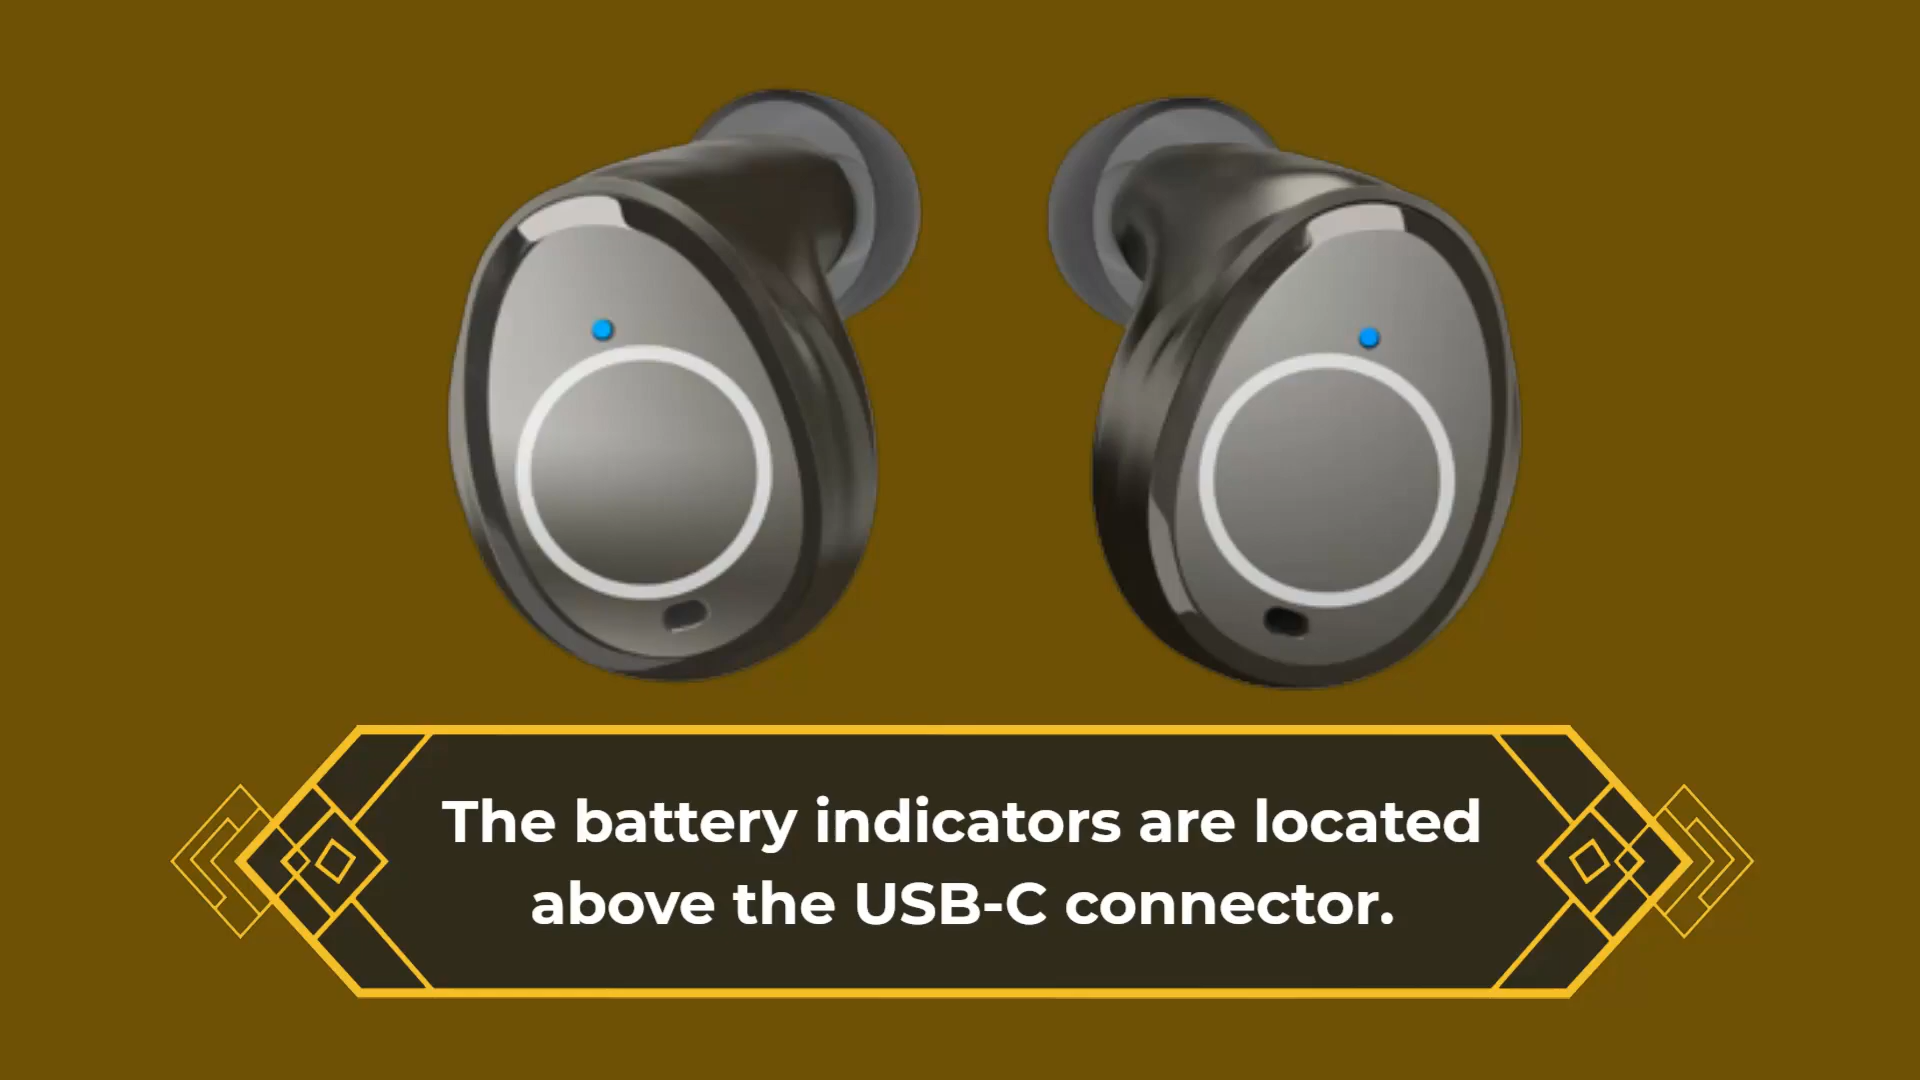 The battery indicators are located
above the USB-C connector.